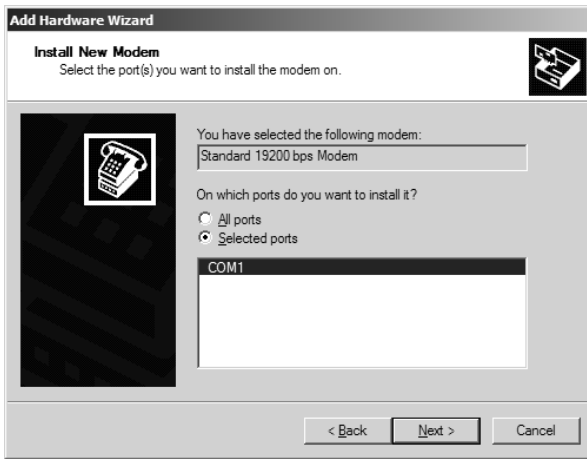 Add Hardware Wizard
Install New Modem
Select the port(s) you want to install the modem on.
You have selected the following modem:
Standard 19200 bps Modem
On which ports do you want to install it?
All ports
Selected ports
COM1
< Back
Next >
Cancel